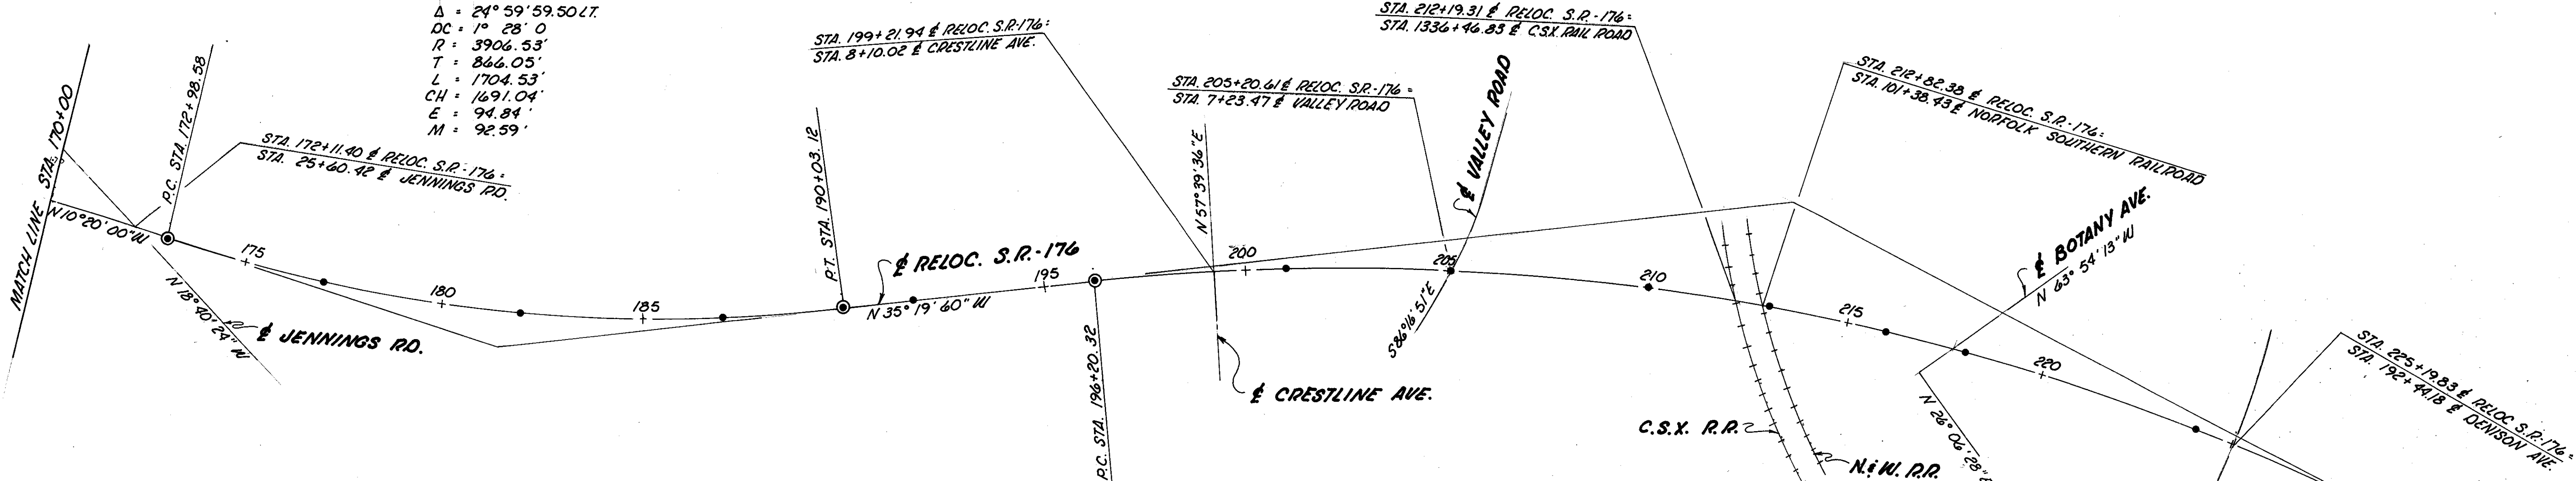 Δ = 24° 59' 59.50 LT.
DC = 1° 28' 0
R = 3906.53'
T = 866.05'
L = 1704.53'
CH = 1691.04'
E = 94.84'
M = 92.59'
MATCH LINE STA. 170+00
P.C. STA. 172+98.58
STA. 172+11.40 ℄ RELOC. S.R.-176 =
STA. 25+60.42 ℄ JENNINGS RD.
N 10° 20' 00" W
N 18° 40' 24" W
℄ JENNINGS RD.
175
180
185
P.T. STA. 190+03.12
℄ RELOC. S.R.-176
N 35° 19' 60" W
195
P.C. STA. 196+20.32
STA. 199+21.94 ℄ RELOC. S.R.-176 =
STA. 8+10.02 ℄ CRESTLINE AVE.
N 57° 39' 36" E
200
℄ CRESTLINE AVE.
STA. 205+20.61 ℄ RELOC. S.R.-176 =
STA. 7+23.47 ℄ VALLEY ROAD
℄ VALLEY ROAD
205
S 86° 16' 51" E
STA. 212+19.31 ℄ RELOC. S.R.-176 =
STA. 1336+46.83 ℄ C.S.X. RAIL ROAD
210
C.S.X. R.R.
N. & W. R.R.
STA. 212+82.38 ℄ RELOC. S.R.-176 =
STA. 101+38.43 ℄ NORFOLK SOUTHERN RAILROAD
215
℄ BOTANY AVE.
N 63° 54' 13" W
N 26° 06' 28" E
220
STA. 225+19.83 ℄ RELOC. S.R.-176 =
STA. 192+44.18 ℄ DENISON AVE.